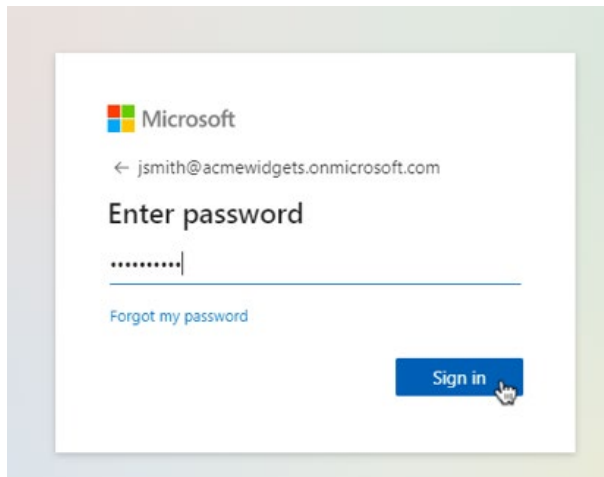 Microsoft
← jsmith@acmewidgets.onmicrosoft.com
Enter password
••••••••••
Forgot my password
Sign in